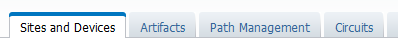 Sites and Devices Artifacts Path Management Circuits